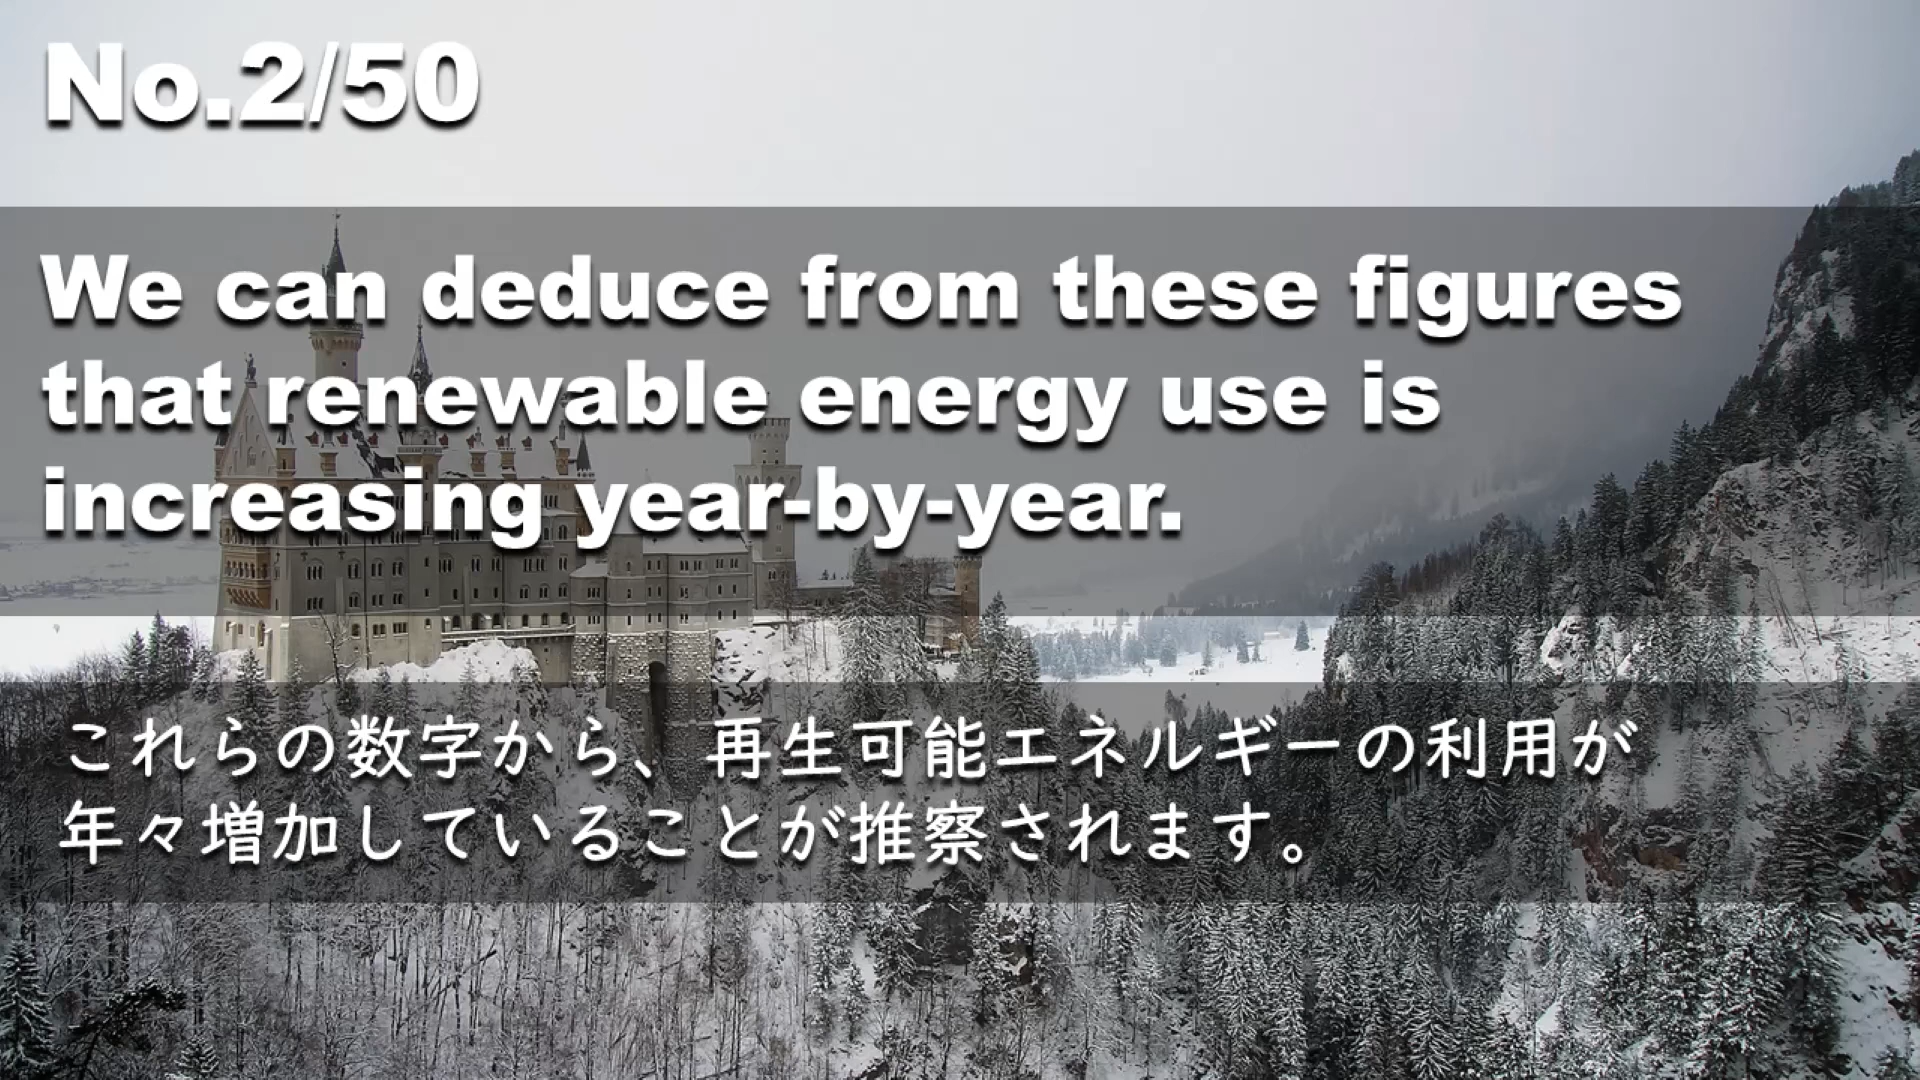 No.2/50
We can deduce from these figures
that renewable energy use is
increasing year-by-year.
これらの数字から、再生可能エネルギーの利用が
年々増加していることが推察されます。